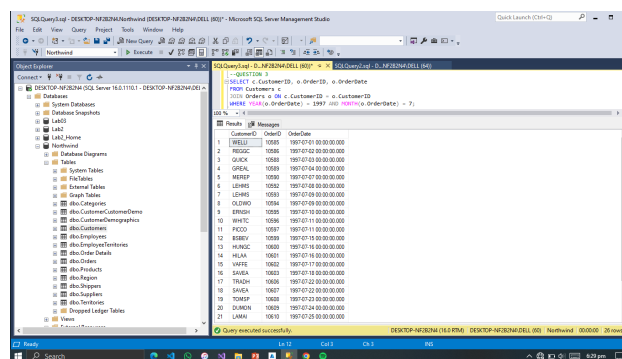 SQLQuery3.sql - DESKTOP-NF2B2N4.Northwind (DESKTOP-NF2B2N4\DELL (60))* - Microsoft SQL Server Management Studio
Quick Launch (Ctrl+Q)
File Edit View Query Project Tools Window Help
New Query
Northwind
Execute
Object Explorer
SQLQuery3.sql - D...NF2B2N4\DELL (60))*
SQLQuery2.sql - D...NF2B2N4\DELL (64))
Connect
DESKTOP-NF2B2N4 (SQL Server 16.0.1110.1 - DESKTOP-NF2B2N4\DEL
Databases
System Databases
Database Snapshots
Lab03
Lab2
Lab2_Home
Northwind
Database Diagrams
Tables
System Tables
FileTables
External Tables
Graph Tables
dbo.Categories
dbo.CustomerCustomerDemo
dbo.CustomerDemographics
dbo.Customers
dbo.Employees
dbo.EmployeeTerritories
dbo.Order Details
dbo.Orders
dbo.Products
dbo.Region
dbo.Shippers
dbo.Suppliers
dbo.Territories
Dropped Ledger Tables
Views
--QUESTION 3
SELECT c.CustomerID, o.OrderID, o.OrderDate
FROM Customers c
JOIN Orders o ON c.CustomerID = o.CustomerID
WHERE YEAR(o.OrderDate) = 1997 AND MONTH(o.OrderDate) = 7;
100 %
Results Messages
CustomerID OrderID OrderDate
1 WELLI 10585 1997-07-01 00:00:00.000
2 REGGC 10586 1997-07-02 00:00:00.000
3 QUICK 10588 1997-07-03 00:00:00.000
4 GREAL 10589 1997-07-04 00:00:00.000
5 MEREP 10590 1997-07-07 00:00:00.000
6 LEHMS 10592 1997-07-08 00:00:00.000
7 LEHMS 10593 1997-07-09 00:00:00.000
8 OLDWO 10594 1997-07-09 00:00:00.000
9 ERNSH 10595 1997-07-10 00:00:00.000
10 WHITC 10596 1997-07-11 00:00:00.000
11 PICCO 10597 1997-07-11 00:00:00.000
12 BSBEV 10599 1997-07-15 00:00:00.000
13 HUNGC 10600 1997-07-16 00:00:00.000
14 HILAA 10601 1997-07-16 00:00:00.000
15 VAFFE 10602 1997-07-17 00:00:00.000
16 SAVEA 10603 1997-07-18 00:00:00.000
17 TRADH 10606 1997-07-22 00:00:00.000
18 SAVEA 10607 1997-07-22 00:00:00.000
19 TOMSP 10608 1997-07-23 00:00:00.000
20 DUMON 10609 1997-07-24 00:00:00.000
21 LAMAI 10610 1997-07-25 00:00:00.000
Query executed successfully.
DESKTOP-NF2B2N4 (16.0 RTM) DESKTOP-NF2B2N4\DELL (60) Northwind 00:00:00 26 rows
Ready
Ln 12 Col 3 Ch 3 INS
Search
6:29 pm